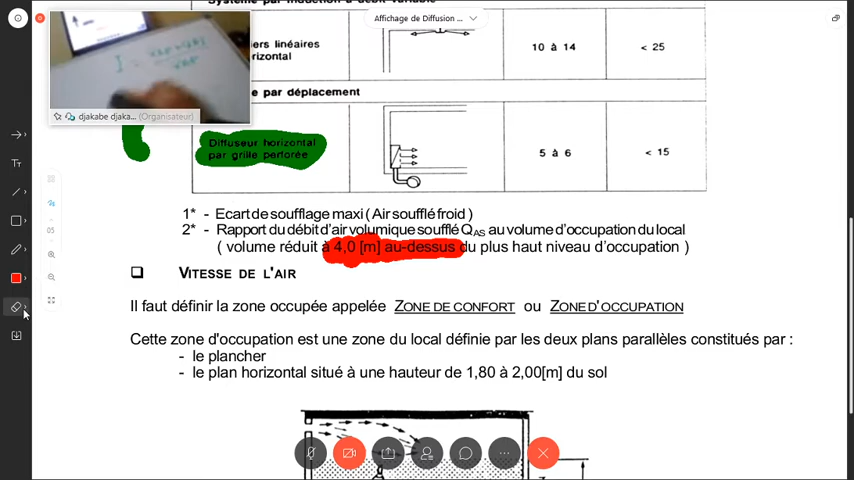 Système par induction à débit variable
Affichage de Diffusion ...
iers linéaires
horizontal
10 à 14
< 25
e par déplacement
djakabe djaka... (Organisateur)
Diffuseur horizontal
par grille perforée
5 à 6
< 15
1* - Ecart de soufflage maxi ( Air soufflé froid )
2* - Rapport du débit d'air volumique soufflé QAS au volume d'occupation du local
( volume réduit à 4,0 [m] au-dessus du plus haut niveau d'occupation )
VITESSE DE L'AIR
Il faut définir la zone occupée appelée ZONE DE CONFORT ou ZONE D'OCCUPATION
Cette zone d'occupation est une zone du local définie par les deux plans parallèles constitués par :
- le plancher
- le plan horizontal situé à une hauteur de 1,80 à 2,00[m] du sol